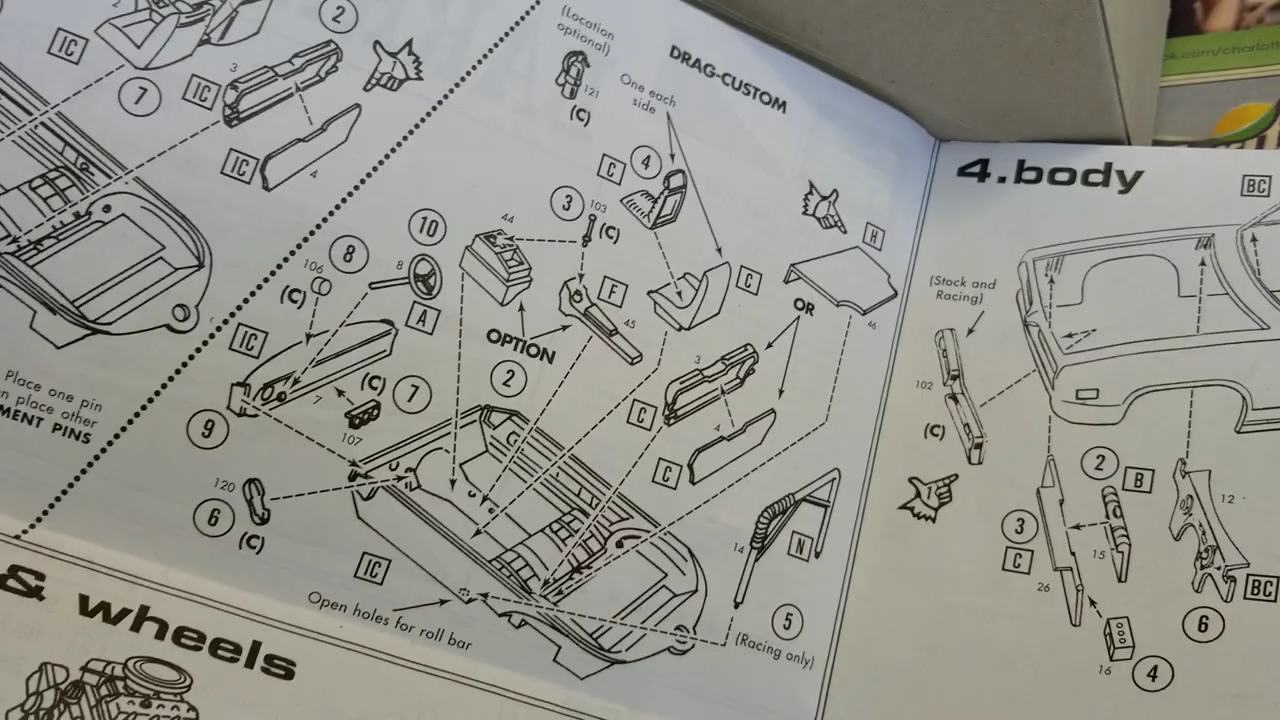 IC
2
7
3
IC
IC
4
Place one pin
place other
MENT PINS
(Location
optional)
121
(C)
DRAG-CUSTOM
One each
side
C
4
3
103
(C)
44
10
8
106
(C)
8
A
IC
F
45
OPTION
2
C
H
OR
46
3
C
4
C
(C)
7
7
107
9
120
6
(C)
IC
Open holes for roll bar
14
N
5
(Racing only)
& wheels
4.body
BC
(Stock and
Racing)
102
(C)
1
2
B
3
C
15
26
12
BC
6
16
4